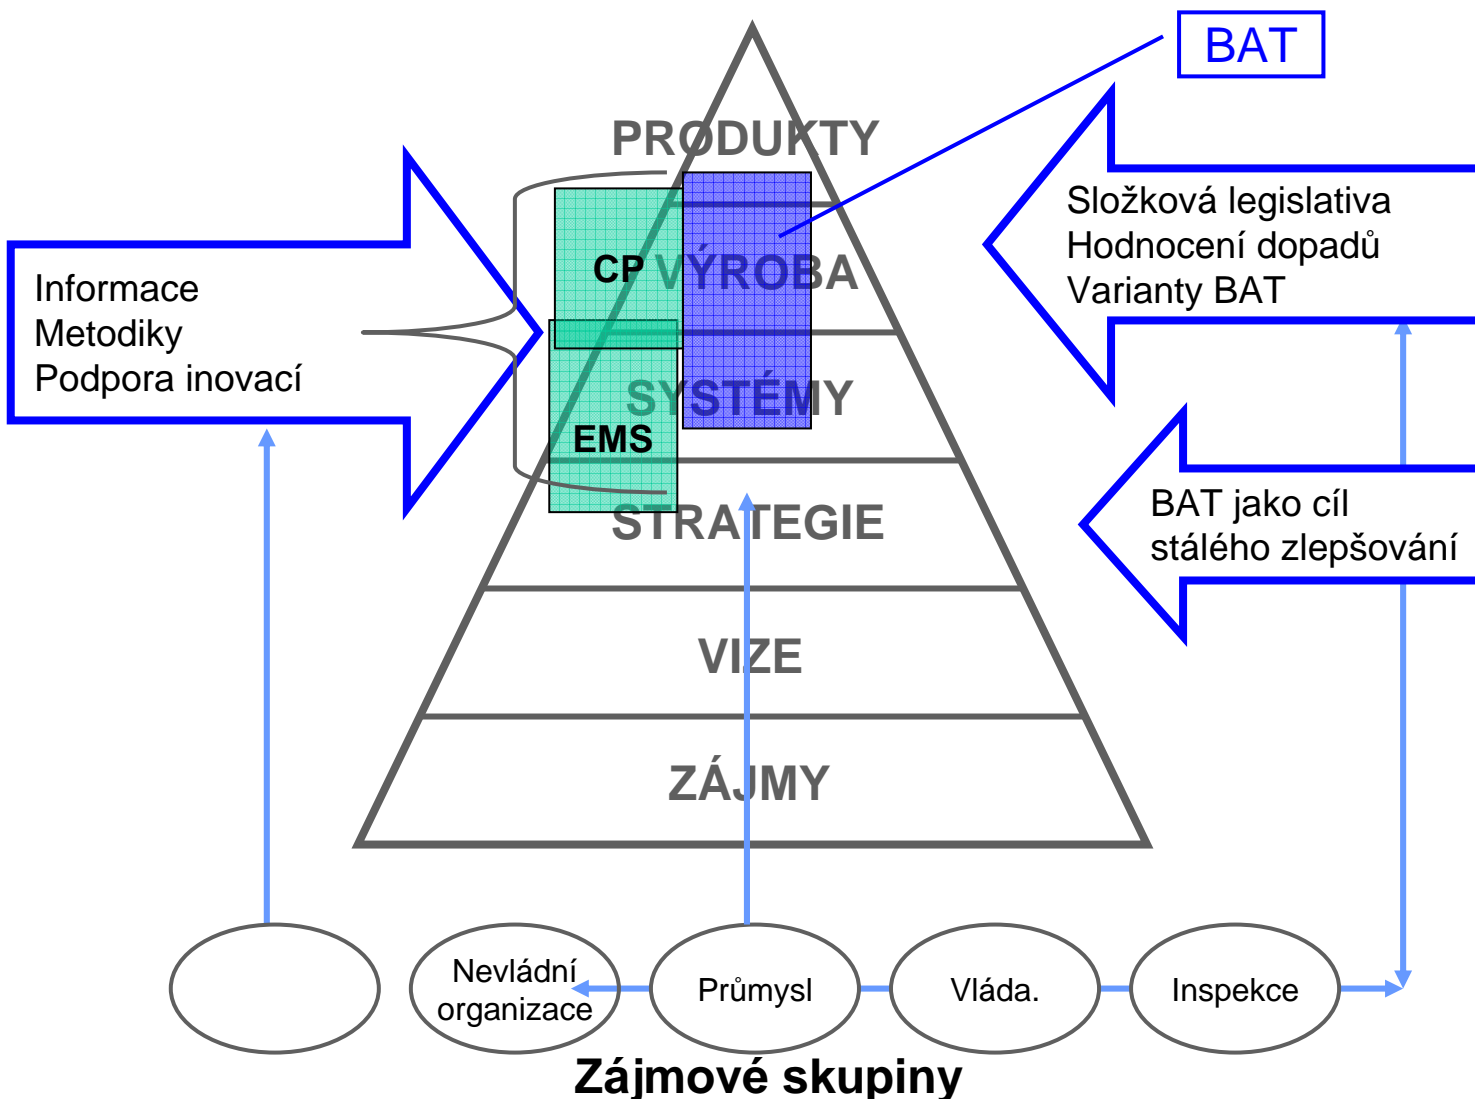 BAT
PRODUKTY
Složková legislativa
Hodnocení dopadů
Varianty BAT
CP
VÝROBA
Informace
Metodiky
Podpora inovací
SYSTÉMY
EMS
STRATEGIE
BAT jako cíl
stálého zlepšování
VIZE
ZÁJMY
Nevládní
organizace
Průmysl
Vláda.
Inspekce
Zájmové skupiny